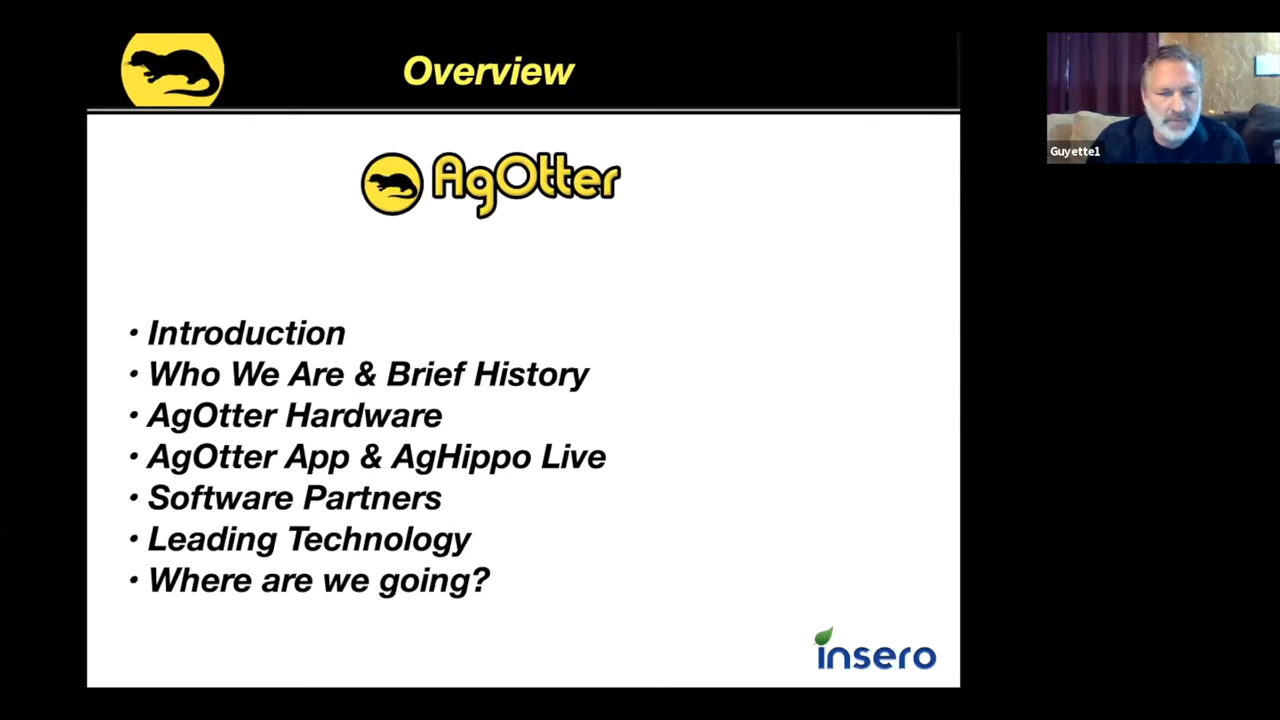 Overview
Guyette1
AgOtter
• Introduction
• Who We Are & Brief History
• AgOtter Hardware
• AgOtter App & AgHippo Live
• Software Partners
• Leading Technology
• Where are we going?
insero